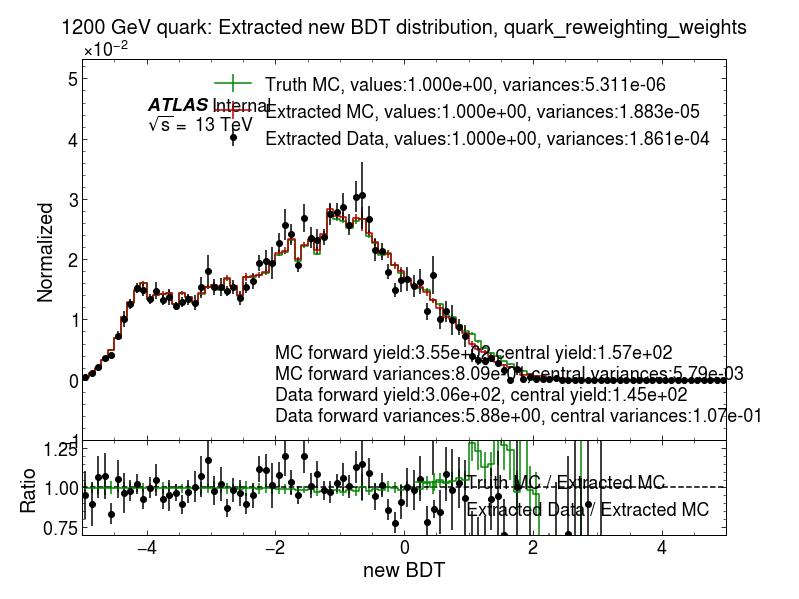 1200 GeV quark: Extracted new BDT distribution, quark_reweighting_weights
×10⁻²
Truth MC, values:1.000e+00, variances:5.311e-06
ATLAS Internal
Extracted MC, values:1.000e+00, variances:1.883e-05
√s = 13 TeV
Extracted Data, values:1.000e+00, variances:1.861e-04
5
4
3
2
1
0
−1
Normalized
MC forward yield:3.55e+02, central yield:1.57e+02
MC forward variances:8.09e-01, central variances:5.79e-03
Data forward yield:3.06e+02, central yield:1.45e+02
Data forward variances:5.88e+00, central variances:1.07e-01
1.25
1.00
0.75
Ratio
Truth MC / Extracted MC
Extracted Data / Extracted MC
−4 −2 0 2 4
new BDT